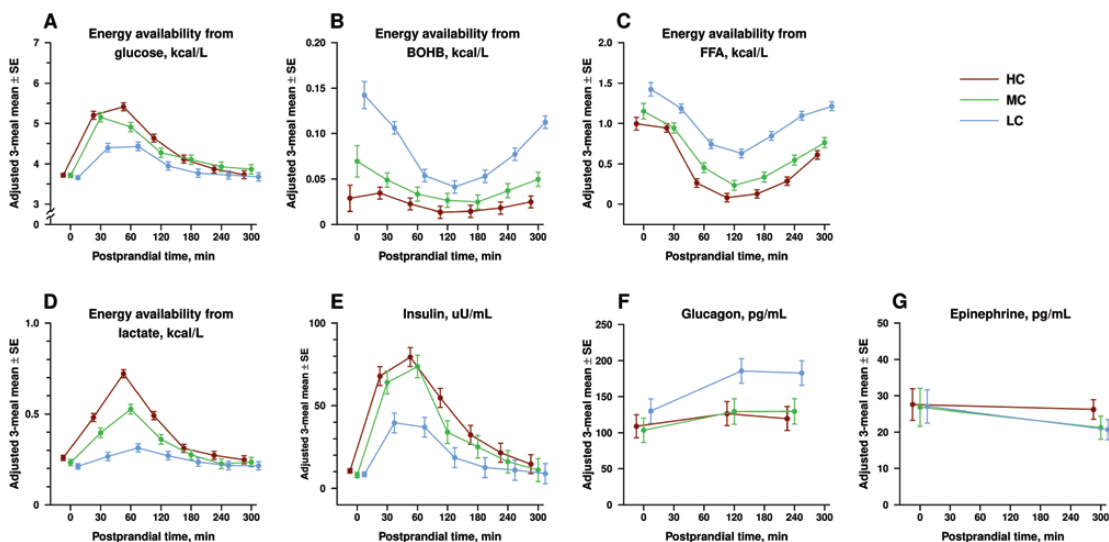 A
Energy availability from
glucose, kcal/L
Adjusted 3-meal mean ± SE
7
6
5
4
3
0
0 30 60 120 180 240 300
Postprandial time, min
B
Energy availability from
BOHB, kcal/L
Adjusted 3-meal mean ± SE
0.20
0.15
0.10
0.05
0
0 30 60 120 180 240 300
Postprandial time, min
C
Energy availability from
FFA, kcal/L
Adjusted 3-meal mean ± SE
2.0
1.5
1.0
0.5
0
0 30 60 120 180 240 300
Postprandial time, min
HC
MC
LC
D
Energy availability from
lactate, kcal/L
Adjusted 3-meal mean ± SE
1.0
0.5
0
0 30 60 120 180 240 300
Postprandial time, min
E
Insulin, uU/mL
Adjusted 3-meal mean ± SE
100
50
0
0 30 60 120 180 240 300
Postprandial time, min
F
Glucagon, pg/mL
Adjusted 3-meal mean ± SE
250
200
150
100
50
0
0 30 60 120 180 240 300
Postprandial time, min
G
Epinephrine, pg/mL
Adjusted 3-meal mean ± SE
50
40
30
20
10
0
0 30 60 120 180 240 300
Postprandial time, min